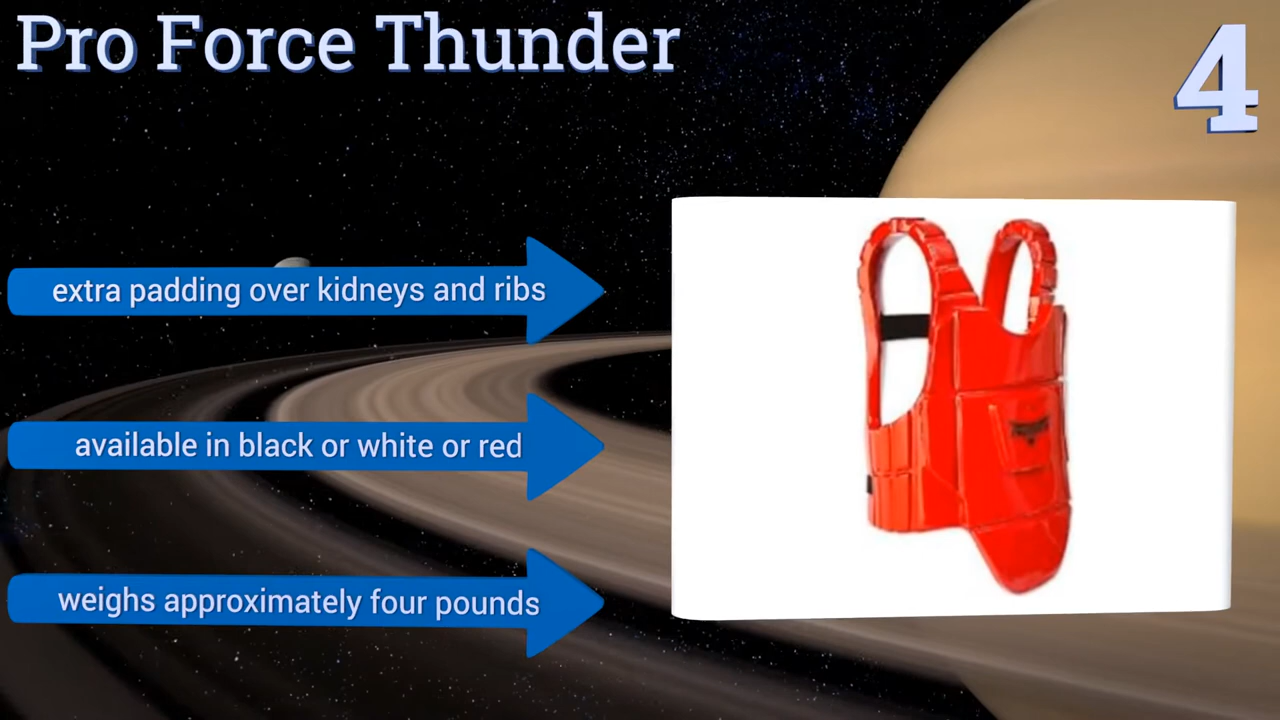 Pro Force Thunder
4
extra padding over kidneys and ribs
available in black or white or red
weighs approximately four pounds